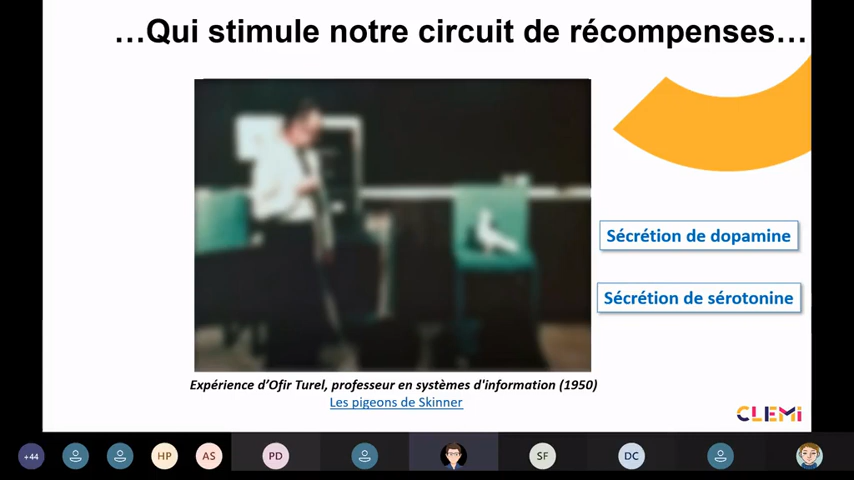 …Qui stimule notre circuit de récompenses…
Sécrétion de dopamine
Sécrétion de sérotonine
Expérience d’Ofir Turel, professeur en systèmes d'information (1950)
Les pigeons de Skinner
CLEMI
+44
HP
AS
PD
SF
DC